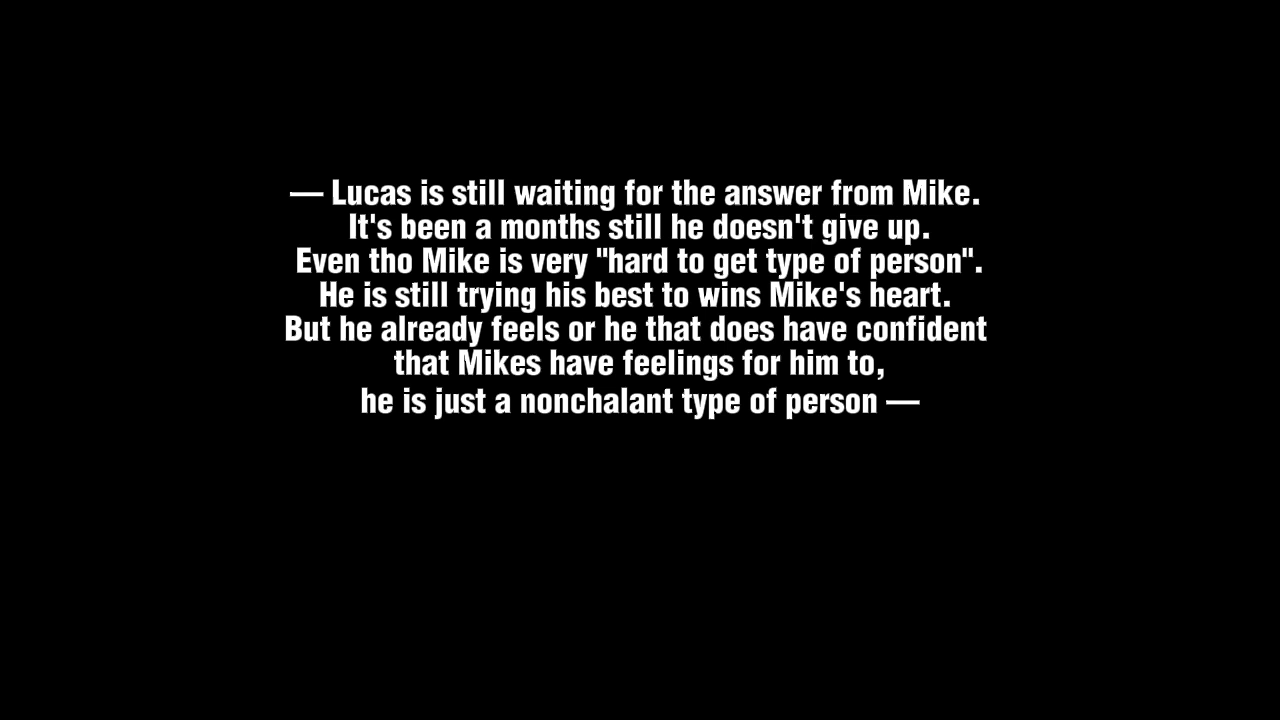 — Lucas is still waiting for the answer from Mike.
It's been a months still he doesn't give up.
Even tho Mike is very "hard to get type of person".
He is still trying his best to wins Mike's heart.
But he already feels or he that does have confident
that Mikes have feelings for him to,
he is just a nonchalant type of person —